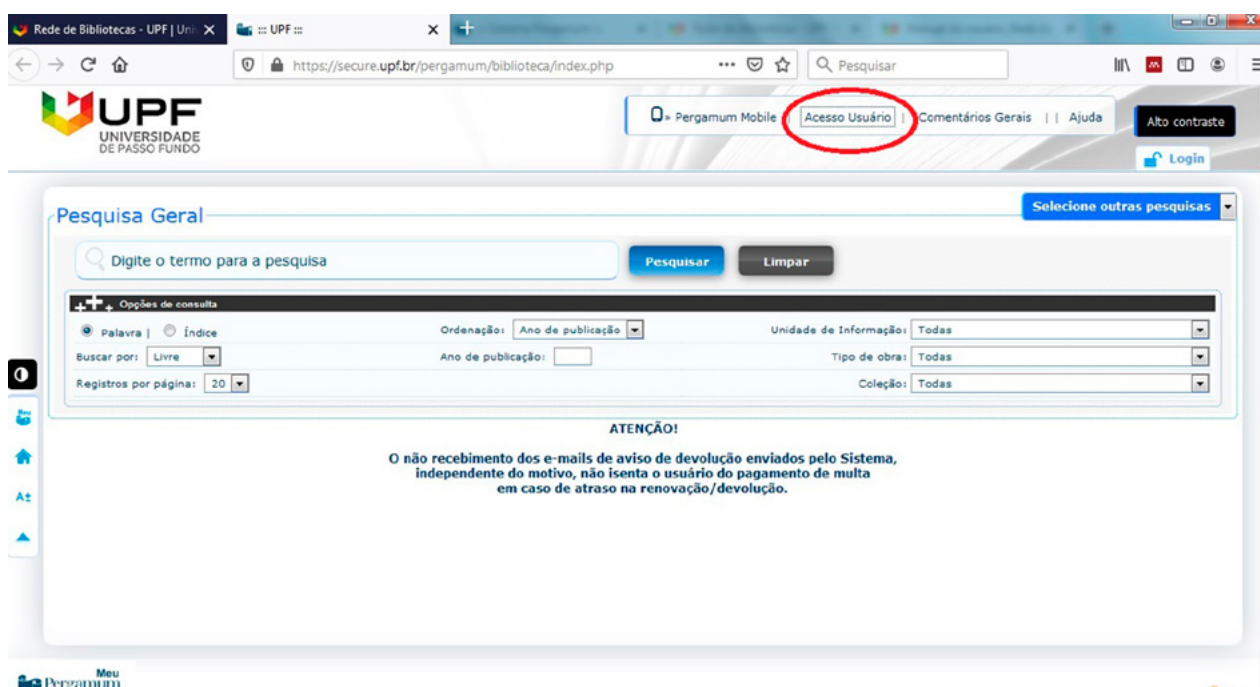 Rede de Bibliotecas - UPF | Uni
::: UPF :::
https://secure.upf.br/pergamum/biblioteca/index.php
Pesquisar
UPF
UNIVERSIDADE
DE PASSO FUNDO
» Pergamum Mobile | Acesso Usuário | Comentários Gerais | | Ajuda
Alto contraste
Login
Selecione outras pesquisas
Pesquisa Geral
Digite o termo para a pesquisa
Pesquisar
Limpar
Opções de consulta
Palavra | Índice
Ordenação: Ano de publicação
Unidade de Informação: Todas
Buscar por: Livre
Ano de publicação:
Tipo de obra: Todas
Registros por página: 20
Coleção: Todas
Meu
A±
ATENÇÃO!
O não recebimento dos e-mails de aviso de devolução enviados pelo Sistema,
independente do motivo, não isenta o usuário do pagamento de multa
em caso de atraso na renovação/devolução.
Meu
Pergamum